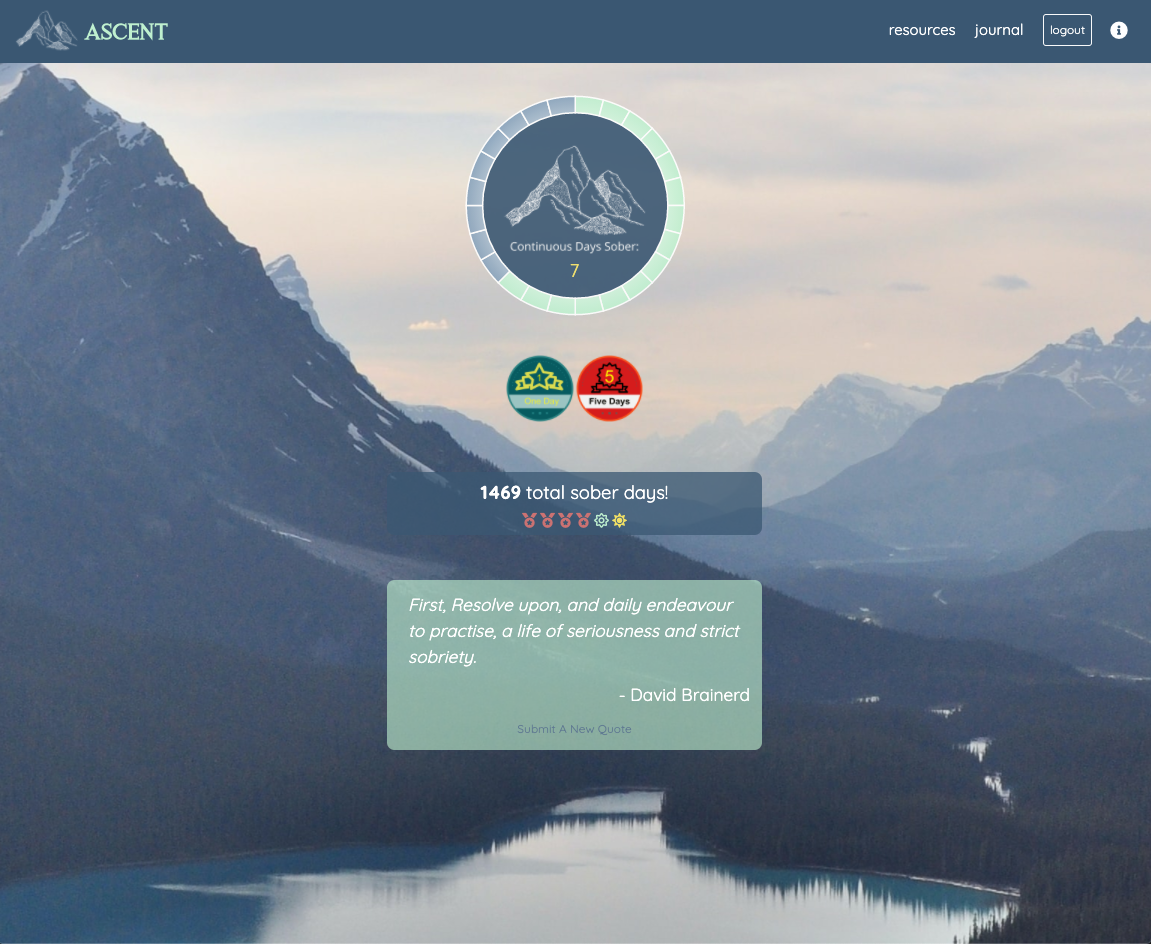 ASCENT
resources
journal
logout
Continuous Days Sober:
7
1
One Day
5
Five Days
1469 total sober days!
First, Resolve upon, and daily endeavour
to practise, a life of seriousness and strict
sobriety.
- David Brainerd
Submit A New Quote